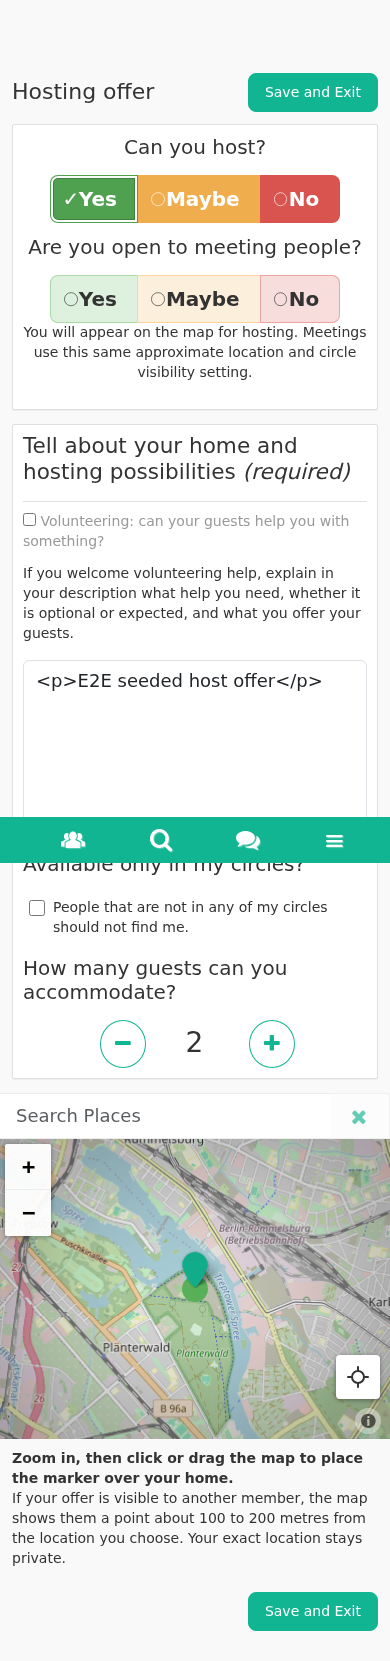 Hosting offer
Save and Exit
Can you host?
✓Yes
Maybe
No
Are you open to meeting people?
Yes
Maybe
No
You will appear on the map for hosting. Meetings
use this same approximate location and circle
visibility setting.
Tell about your home and
hosting possibilities (required)
Volunteering: can your guests help you with
something?
If you welcome volunteering help, explain in
your description what help you need, whether it
is optional or expected, and what you offer your
guests.
<p>E2E seeded host offer</p>
Available only in my circles?
People that are not in any of my circles
should not find me.
How many guests can you
accommodate?
2
Search Places
Rummelsburg
+
−
Berlin-Rummelsburg
(Betriebsbahnhof)
Puschkinallee
Spree
27
Treptower Spree
Plänterwald
Plänterwald
26
B 96a
Zoom in, then click or drag the map to place
the marker over your home.
If your offer is visible to another member, the map
shows them a point about 100 to 200 metres from
the location you choose. Your exact location stays
private.
Save and Exit